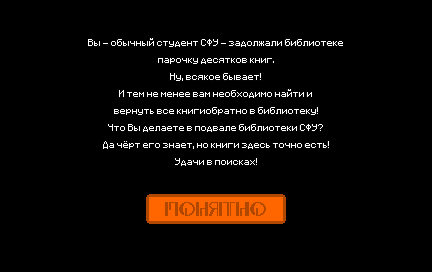 Вы – обычный студент СФУ – задолжали библиотеке
парочку десятков книг.
Ну, всякое бывает!
И тем не менее вам необходимо найти и
вернуть все книгиобратно в библиотеку!
Что Вы делаете в подвале библиотеки СФУ?
Да чёрт его знает, но книги здесь точно есть!
Удачи в поисках!
ПОНЯТНО